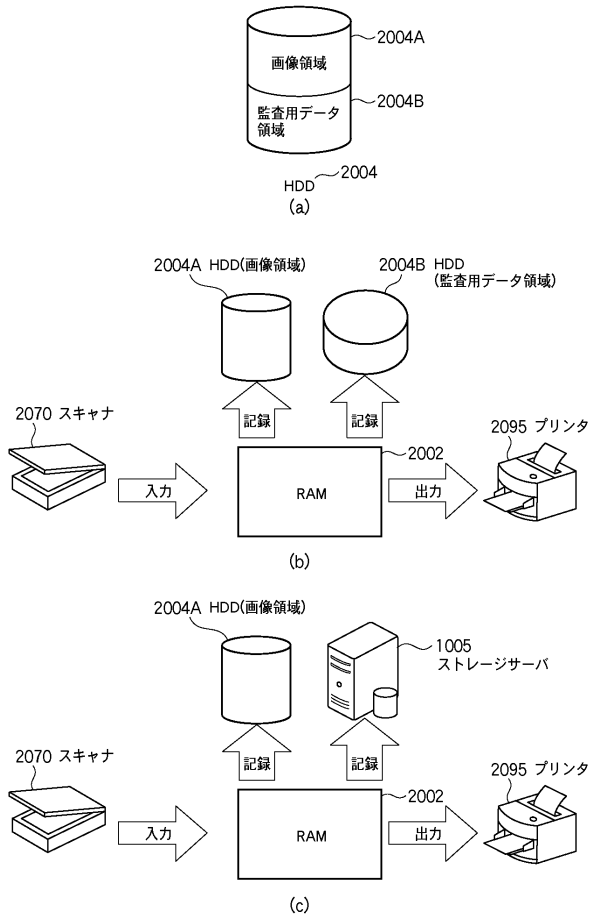 2004A
画像領域
2004B
監査用データ
領域
HDD 2004
(a)
2004A HDD(画像領域)
2004B HDD
(監査用データ領域)
2070 スキャナ
記録
記録
2095 プリンタ
2002
入力
RAM
出力
(b)
2004A HDD(画像領域)
1005
ストレージサーバ
2070 スキャナ
記録
記録
2095 プリンタ
2002
入力
RAM
出力
(c)